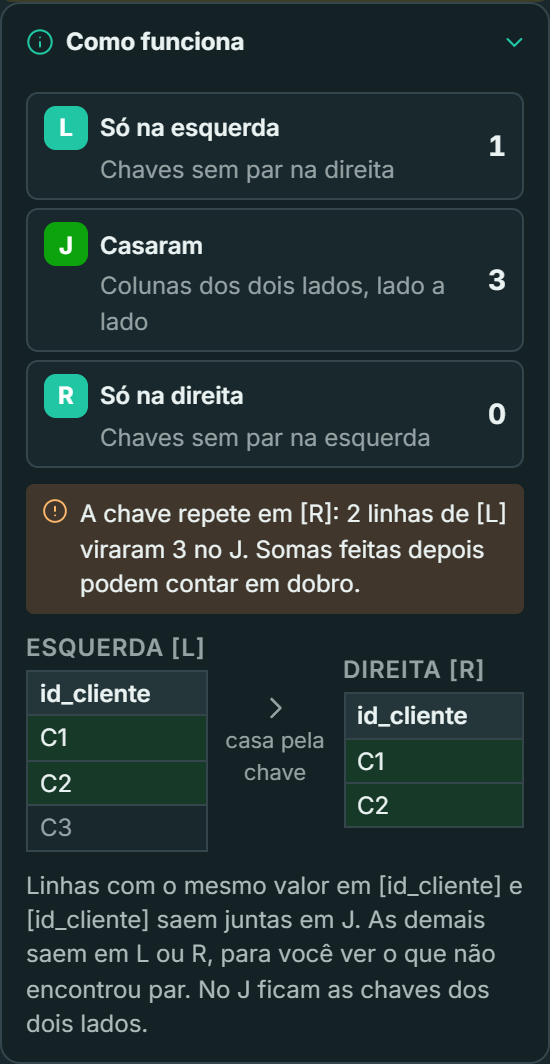 Como funciona
L Só na esquerda
Chaves sem par na direita
1
J Casaram
Colunas dos dois lados, lado a
lado
3
R Só na direita
Chaves sem par na esquerda
0
A chave repete em [R]: 2 linhas de [L]
viraram 3 no J. Somas feitas depois
podem contar em dobro.
ESQUERDA [L]
id_cliente
C1
C2
C3
casa pela
chave
DIREITA [R]
id_cliente
C1
C2
Linhas com o mesmo valor em [id_cliente] e
[id_cliente] saem juntas em J. As demais
saem em L ou R, para você ver o que não
encontrou par. No J ficam as chaves dos
dois lados.